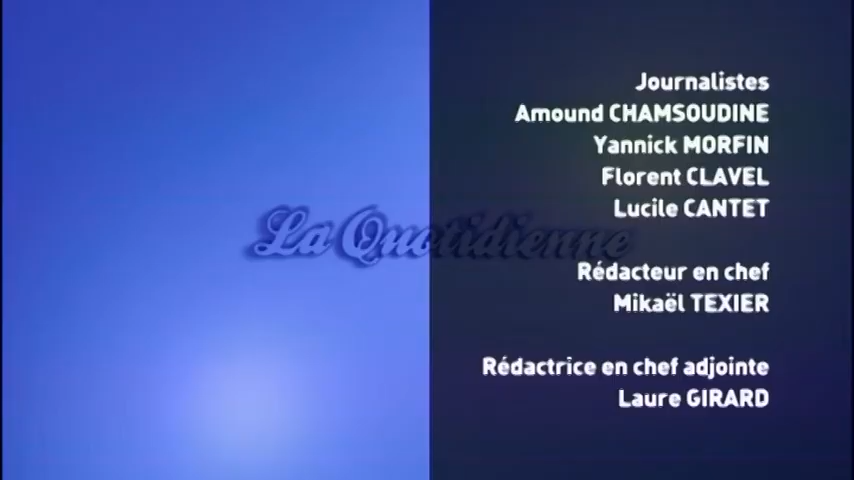 Journalistes
Amound CHAMSOUDINE
Yannick MORFIN
Florent CLAVEL
Lucile CANTET
La Quotidienne
Rédacteur en chef
Mikaël TEXIER
Rédactrice en chef adjointe
Laure GIRARD